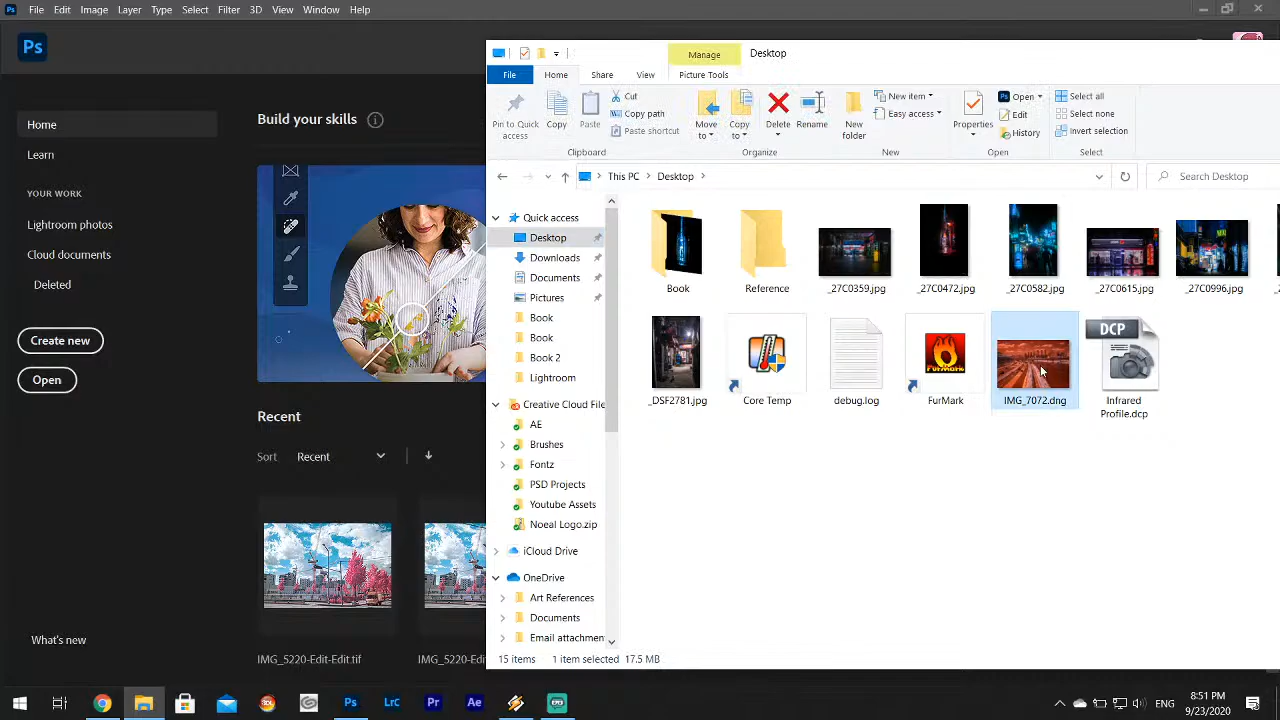 Ps File Edit Image Layer Type Select Filter 3D View Window Help
Ps
Manage Desktop
File Home Share View Picture Tools
Pin to Quick access
Copy
Paste
Cut
Copy path
Paste shortcut
Clipboard
Move to
Copy to
Delete
Rename
Organize
New folder
New item
Easy access
New
Properties
Ps Open
Edit
History
Open
Select all
Select none
Invert selection
Select
This PC > Desktop >
Search Desktop
Home
Learn
YOUR WORK
Lightroom photos
Cloud documents
Deleted
Create new
Open
What's new
Build your skills
Recent
Sort Recent
IMG_5220-Edit-Edit.tif
IMG_5220-Edi
Quick access
Desktop
Downloads
Documents
Pictures
Book
Book
Book 2
Lightroom
Creative Cloud File
AE
Brushes
Fontz
PSD Projects
Youtube Assets
Noeal Logo.zip
iCloud Drive
OneDrive
Art References
Documents
Email attachment
Book
Reference
_27C0359.jpg
_27C0472.jpg
_27C0582.jpg
_27C0615.jpg
_27C0996.jpg
_DSF2781.jpg
Core Temp
debug.log
FurMark
FurMark
IMG_7072.dng
DCP
Infrared
Profile.dcp
15 items 1 item selected 17.5 MB
Ps Lrc Pr Ae
ENG
8:51 PM
9/23/2020